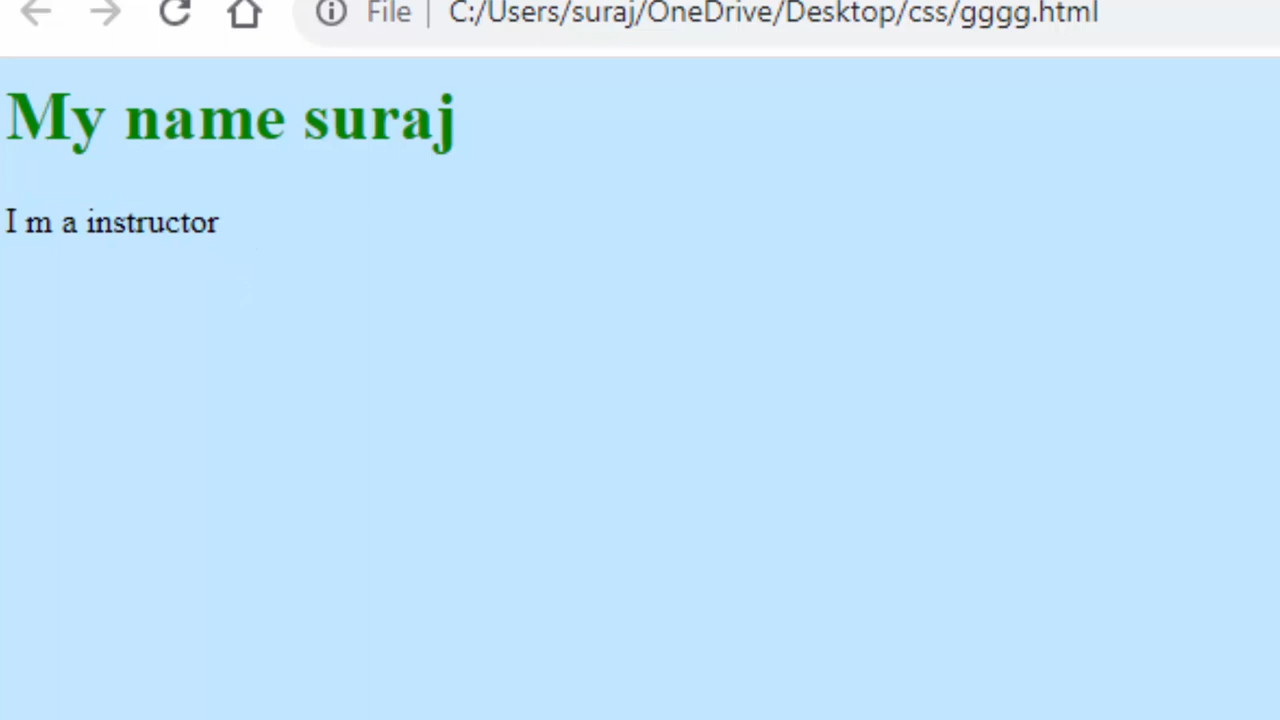 File | C:/Users/suraj/OneDrive/Desktop/css/gggg.html
My name suraj
I m a instructor